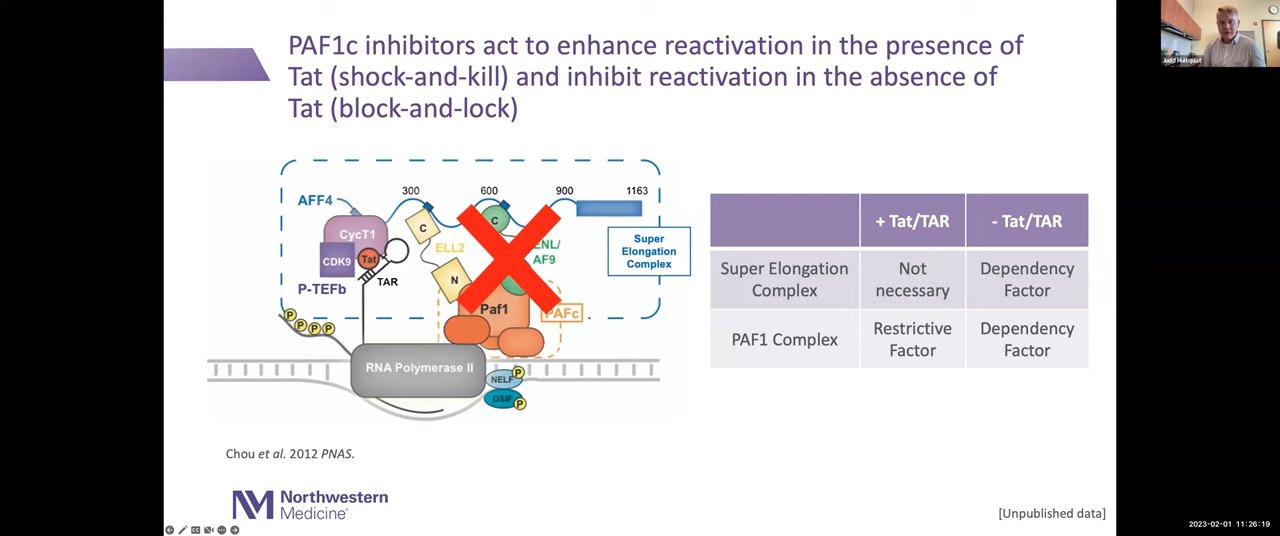 PAF1c inhibitors act to enhance reactivation in the presence of
Tat (shock-and-kill) and inhibit reactivation in the absence of
Tat (block-and-lock)
Judd Hultquist
300 600 900 1163
AFF4
C
C
CycT1
Super
Elongation
Complex
ELL2
ENL/
AF9
CDK9
Tat
TAR
N
P-TEFb
Paf1
PAFc
P P P P
RNA Polymerase II
NELF P
DSIF P
+ Tat/TAR - Tat/TAR
Super Elongation
Complex
Not
necessary
Dependency
Factor
PAF1 Complex
Restrictive
Factor
Dependency
Factor
Chou et al. 2012 PNAS.
NM Northwestern
Medicine®
[Unpublished data]
2023-02-01 11:26:19